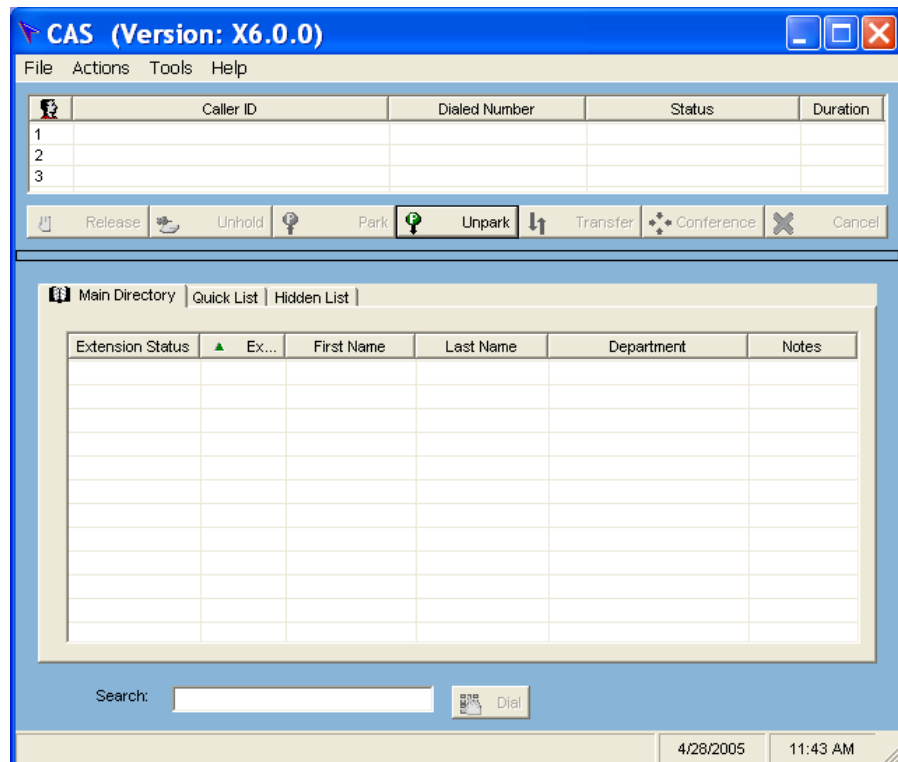 CAS (Version: X6.0.0)
File Actions Tools Help
Caller ID Dialed Number Status Duration
1
2
3
Release Unhold Park Unpark Transfer Conference Cancel
Main Directory Quick List Hidden List
Extension Status Ex... First Name Last Name Department Notes
Search: Dial
4/28/2005 11:43 AM